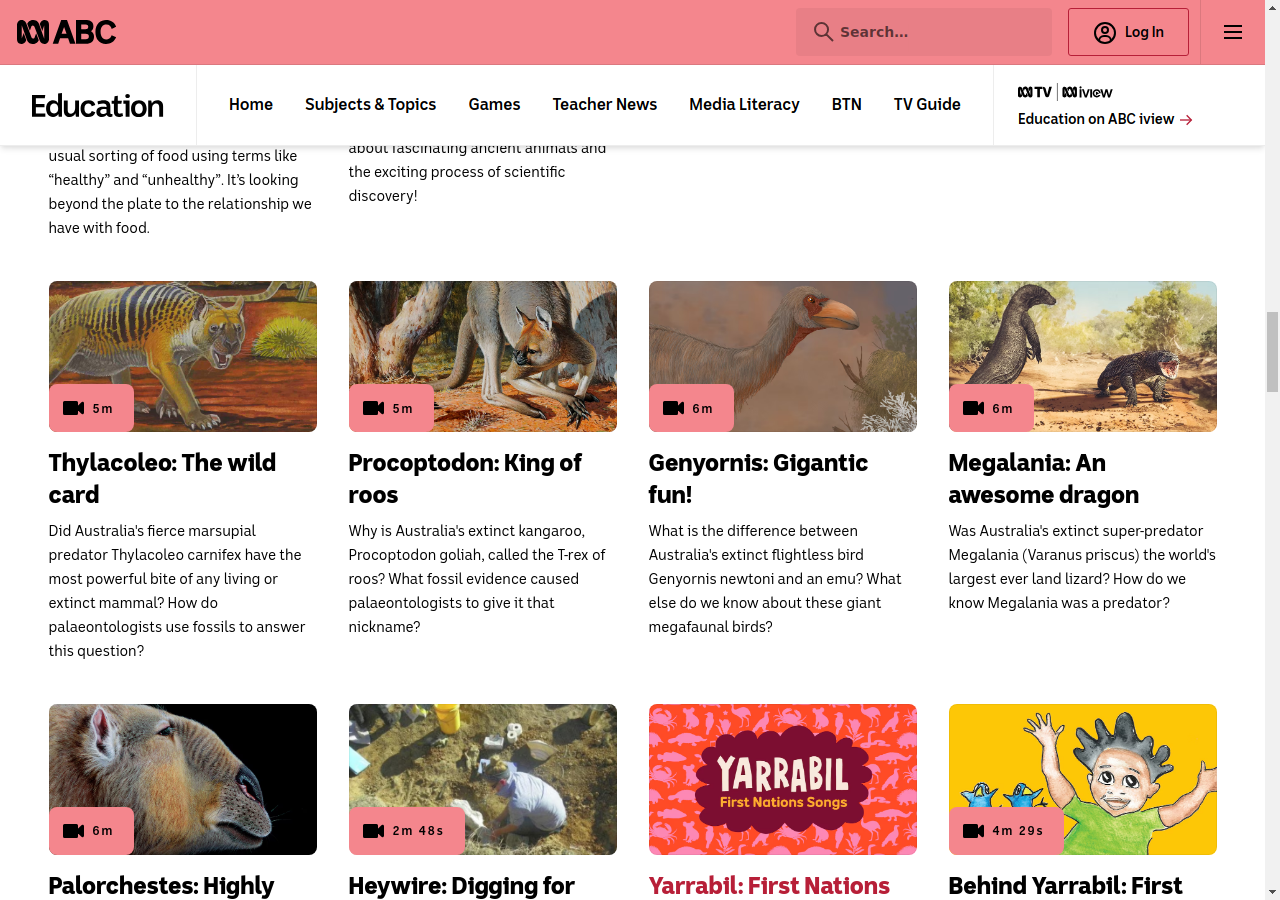 ABC
Search...
Log In
Education
Home
Subjects & Topics
Games
Teacher News
Media Literacy
BTN
TV Guide
TV
iview
Education on ABC iview →
usual sorting of food using terms like
“healthy” and “unhealthy”. It’s looking
beyond the plate to the relationship we
have with food.
about fascinating ancient animals and
the exciting process of scientific
discovery!
5m
Thylacoleo: The wild
card
Did Australia's fierce marsupial
predator Thylacoleo carnifex have the
most powerful bite of any living or
extinct mammal? How do
palaeontologists use fossils to answer
this question?
5m
Procoptodon: King of
roos
Why is Australia's extinct kangaroo,
Procoptodon goliah, called the T-rex of
roos? What fossil evidence caused
palaeontologists to give it that
nickname?
6m
Genyornis: Gigantic
fun!
What is the difference between
Australia's extinct flightless bird
Genyornis newtoni and an emu? What
else do we know about these giant
megafaunal birds?
6m
Megalania: An
awesome dragon
Was Australia's extinct super-predator
Megalania (Varanus priscus) the world's
largest ever land lizard? How do we
know Megalania was a predator?
6m
Palorchestes: Highly
2m 48s
Heywire: Digging for
YARRABIL
First Nations Songs
Yarrabil: First Nations
4m 29s
Behind Yarrabil: First